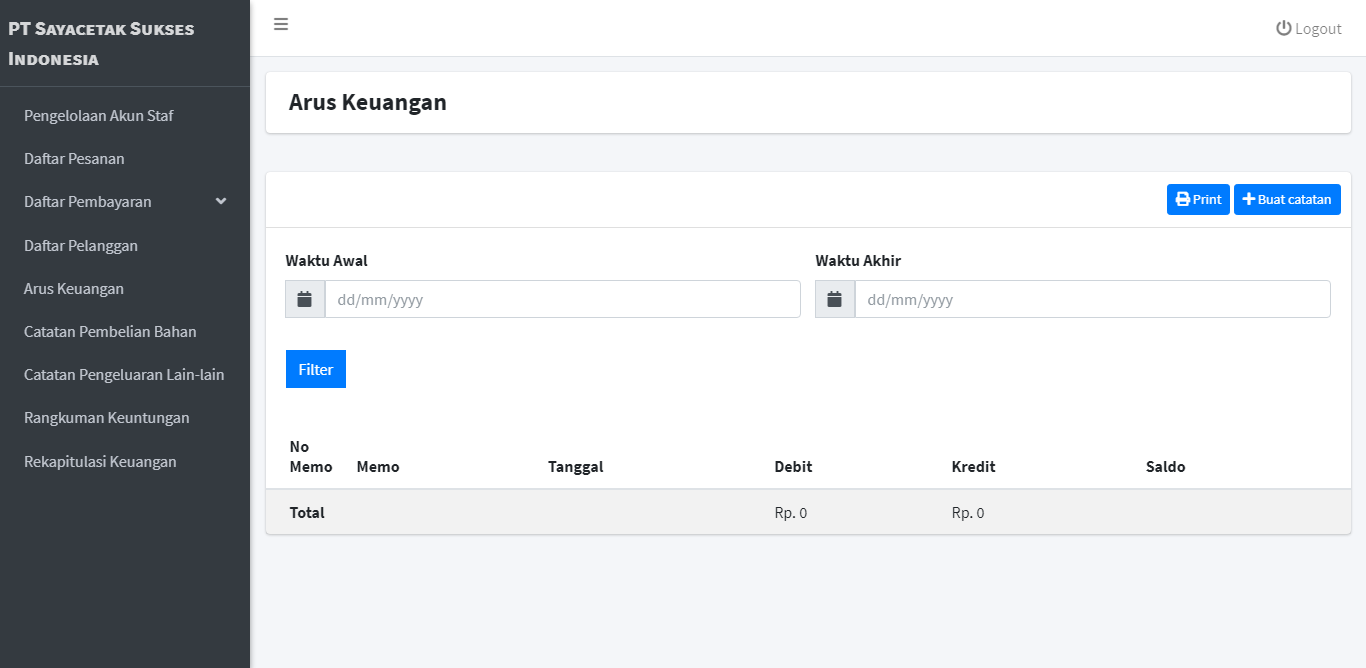 PT Sayacetak Sukses
Indonesia
Logout
Pengelolaan Akun Staf
Daftar Pesanan
Daftar Pembayaran
Daftar Pelanggan
Arus Keuangan
Catatan Pembelian Bahan
Catatan Pengeluaran Lain-lain
Rangkuman Keuntungan
Rekapitulasi Keuangan
Arus Keuangan
Print
Buat catatan
Waktu Awal
Waktu Akhir
dd/mm/yyyy
dd/mm/yyyy
Filter
No
Memo Memo Tanggal Debit Kredit Saldo
Total Rp. 0 Rp. 0